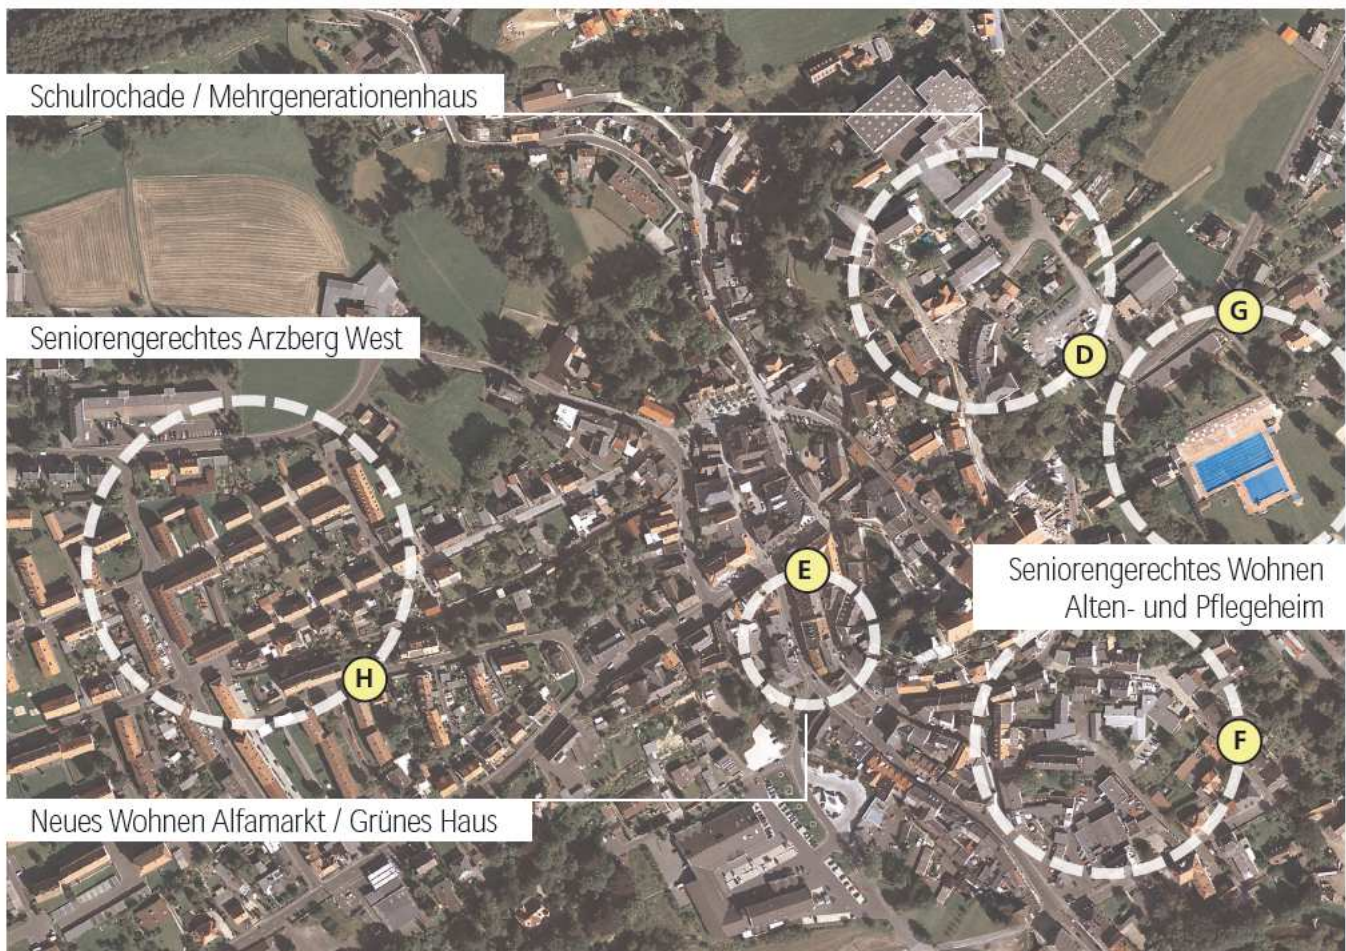 Schulrochade / Mehrgenerationenhaus
G
D
Seniorengerechtes Arzberg West
E
Seniorengerechtes Wohnen
Alten- und Pflegeheim
H
F
Neues Wohnen Alfamarkt / Grünes Haus